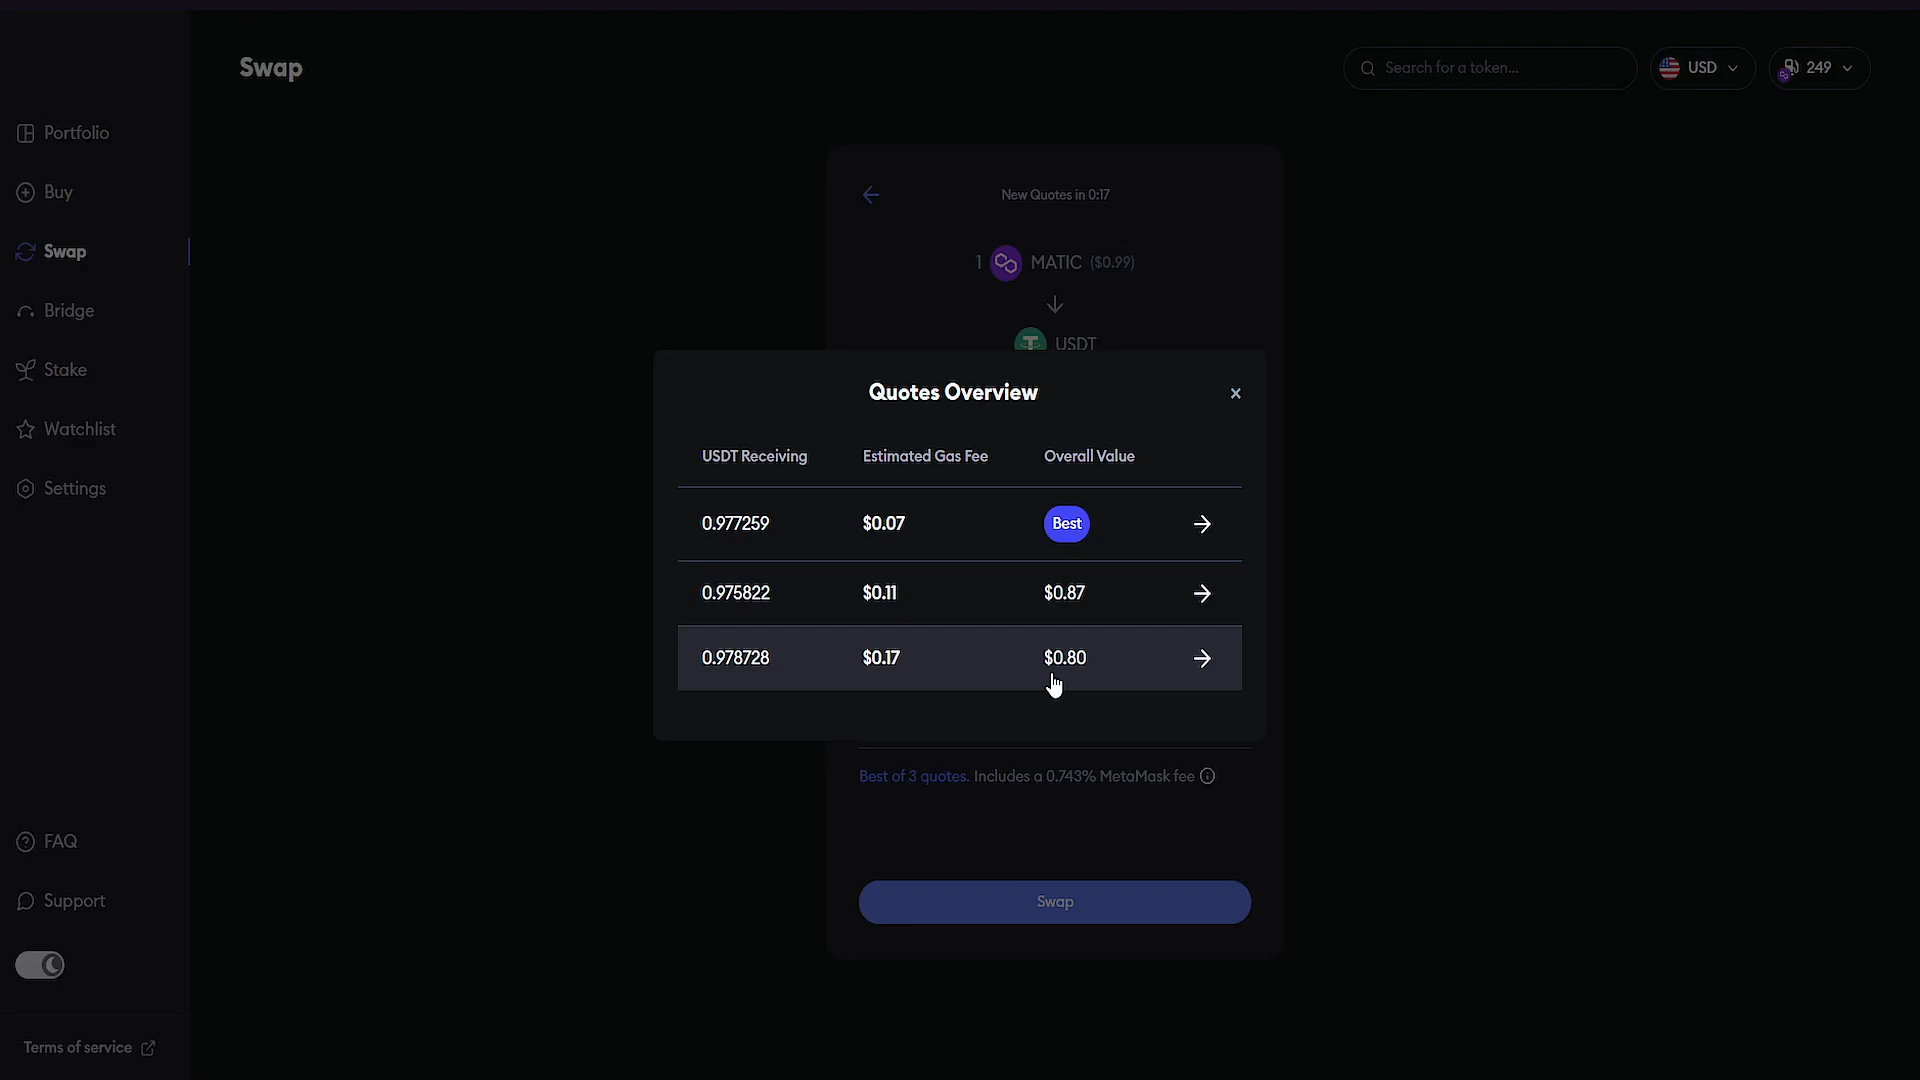 Swap
Search for a token...
USD
249
Portfolio
Buy
Swap
Bridge
Stake
Watchlist
Settings
New Quotes in 0:17
1 MATIC ($0.99)
USDT
Quotes Overview
USDT Receiving Estimated Gas Fee Overall Value
0.977259 $0.07 Best
0.975822 $0.11 $0.87
0.978728 $0.17 $0.80
Best of 3 quotes. Includes a 0.743% MetaMask fee
Swap
FAQ
Support
Terms of service